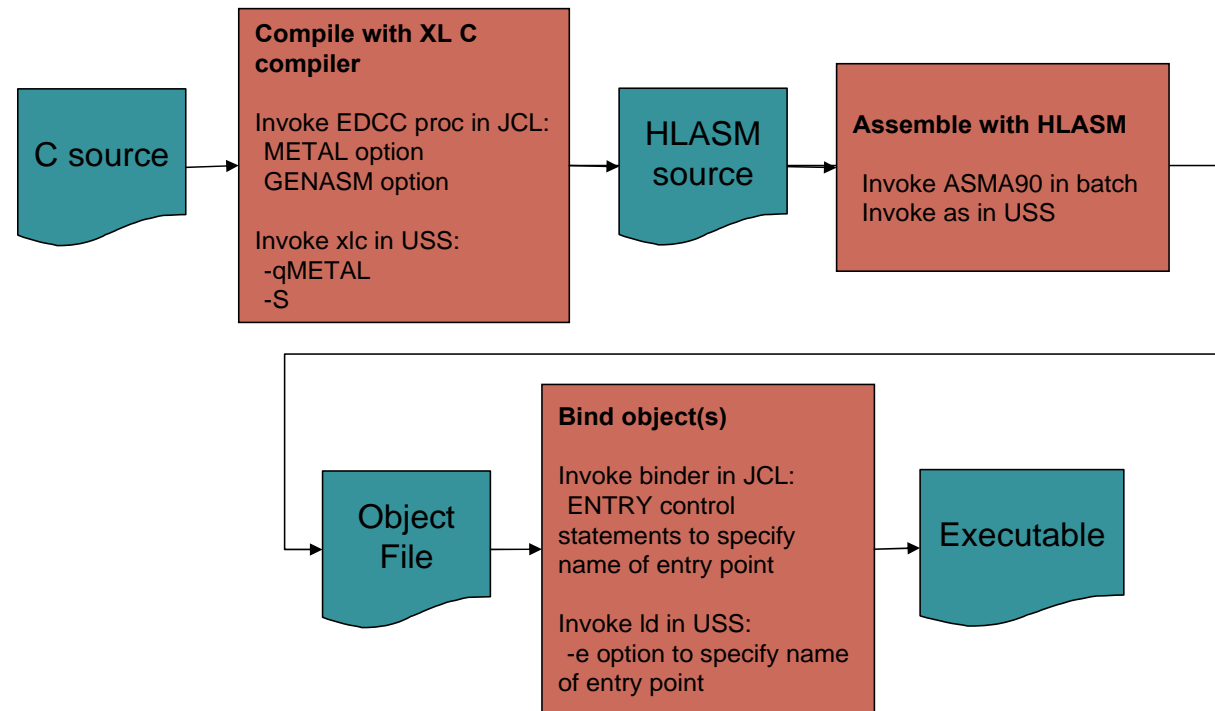 C source
Compile with XL C
compiler
Invoke EDCC proc in JCL:
METAL option
GENASM option
Invoke xlc in USS:
-qMETAL
-S
HLASM
source
Assemble with HLASM
Invoke ASMA90 in batch
Invoke as in USS
Object
File
Bind object(s)
Invoke binder in JCL:
ENTRY control
statements to specify
name of entry point
Invoke ld in USS:
-e option to specify name
of entry point
Executable